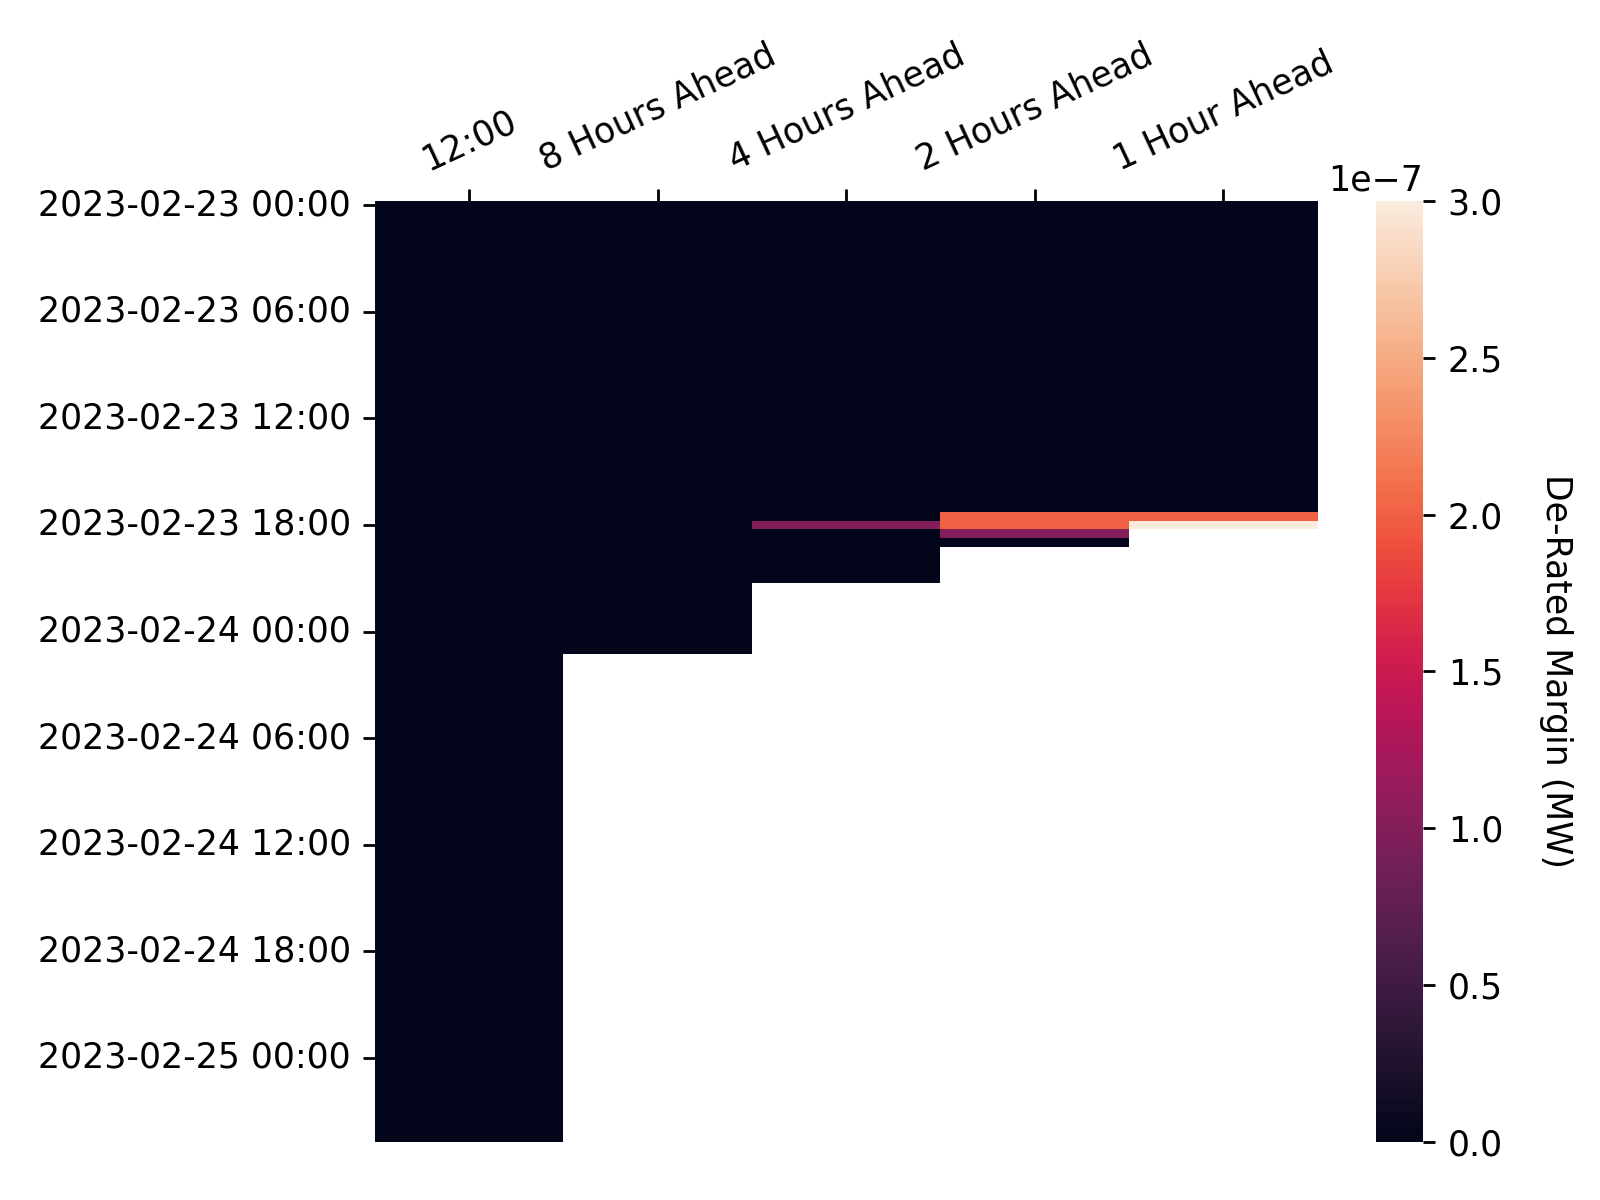 12:00
8 Hours Ahead
4 Hours Ahead
2 Hours Ahead
1 Hour Ahead
2023-02-23 00:00
2023-02-23 06:00
2023-02-23 12:00
2023-02-23 18:00
2023-02-24 00:00
2023-02-24 06:00
2023-02-24 12:00
2023-02-24 18:00
2023-02-25 00:00
1e−7
3.0
2.5
2.0
1.5
1.0
0.5
0.0
De-Rated Margin (MW)